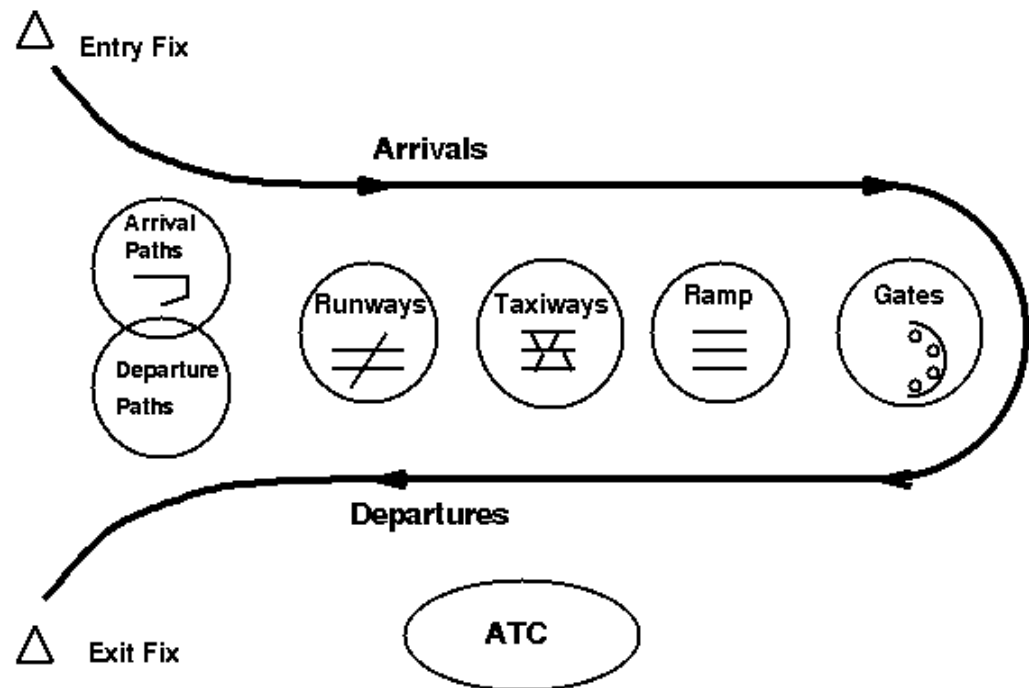 Entry Fix
Arrivals
Arrival
Paths
Runways
Taxiways
Ramp
Gates
Departure
Paths
Departures
ATC
Exit Fix